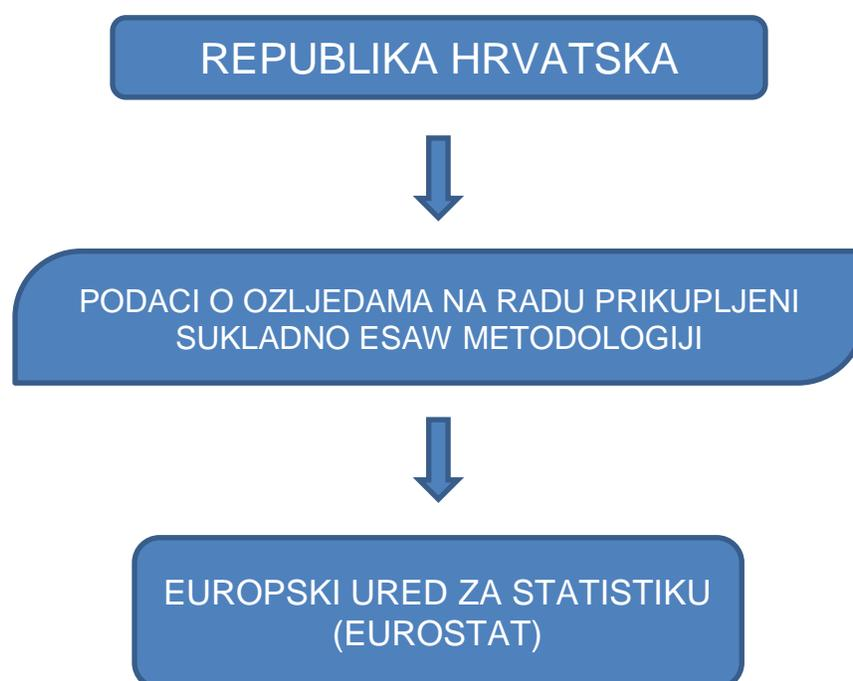 REPUBLIKA HRVATSKA
PODACI O OZLJEDAMA NA RADU PRIKUPLJENI
SUKLADNO ESAW METODOLOGIJI
EUROPSKI URED ZA STATISTIKU
(EUROSTAT)